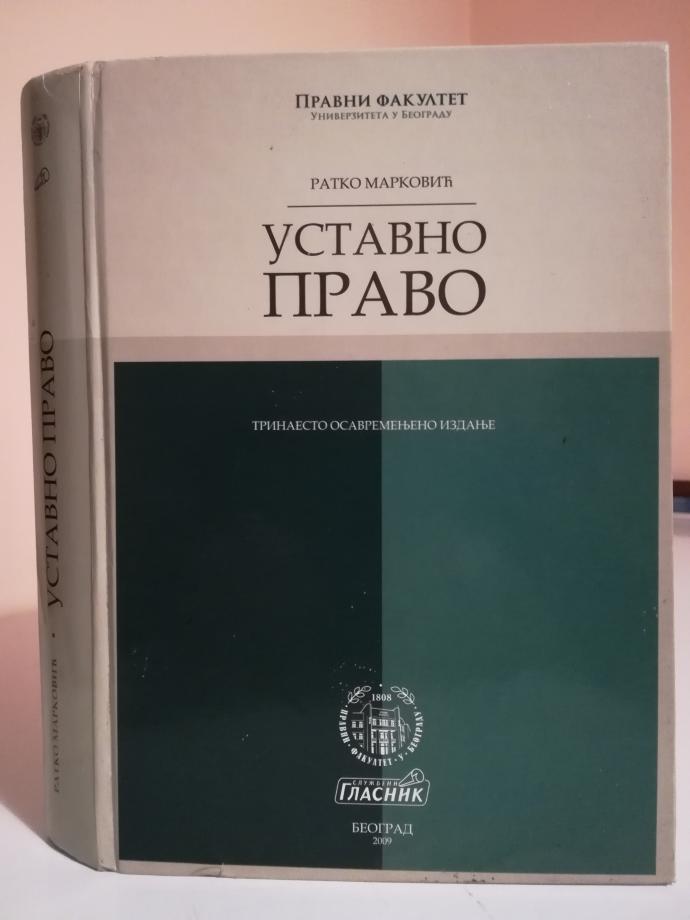 ПРАВНИ ФАКУЛТЕТ
УНИВЕРЗИТЕТА У БЕОГРАДУ
РАТКО МАРКОВИЋ
УСТАВНО
ПРАВО
ТРИНАЕСТО ОСАВРЕМЕЊЕНО ИЗДАЊЕ
1808
ПРАВНИ ФАКУЛТЕТ У БЕОГРАДУ
СЛУЖБЕНИ
ГЛАСНИК
БЕОГРАД
2009
РАТКО МАРКОВИЋ • УСТАВНО ПРАВО